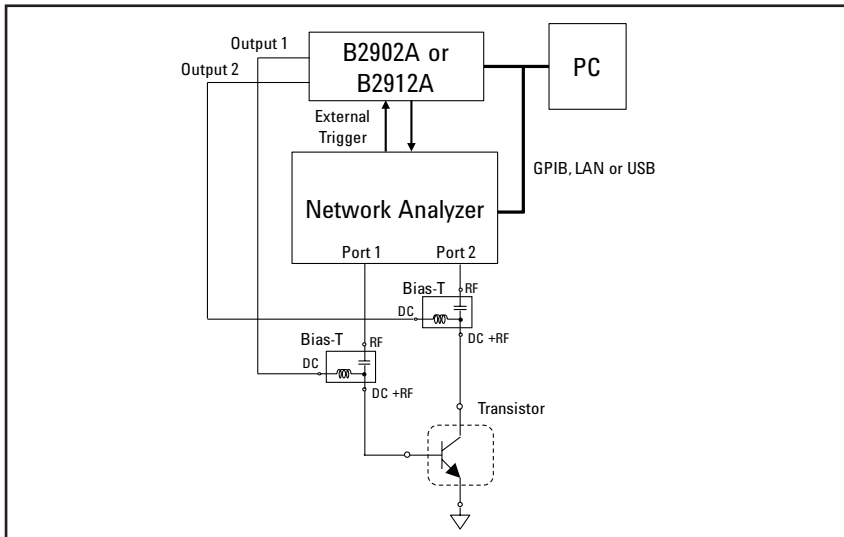 Output 1
Output 2
B2902A or
B2912A
PC
External
Trigger
GPIB, LAN or USB
Network Analyzer
Port 1
Port 2
Bias-T
RF
DC
DC +RF
Bias-T
RF
DC
DC +RF
Transistor